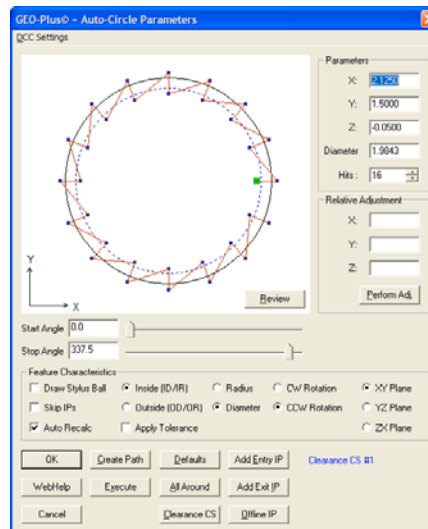 GEO-Plus© - Auto-Circle Parameters
DCC Settings
Parameters
X: 2.1250
Y: 1.5000
Z: -0.0500
Diameter 1.9843
Hits : 16
Relative Adjustment
X:
Y:
Z:
Perform Adj.
Y
X
Review
Start Angle 0.0
Stop Angle 337.5
Feature Characteristics
Draw Stylus Ball Inside (ID/IR) Radius CW Rotation XY Plane
Skip IPs Outside (OD/OR) Diameter CCW Rotation YZ Plane
Auto Recalc Apply Tolerance ZX Plane
OK Create Path Defaults Add Entry IP Clearance CS #1
WebHelp Execute All Around Add Exit IP
Cancel Clearance CS Offline IP